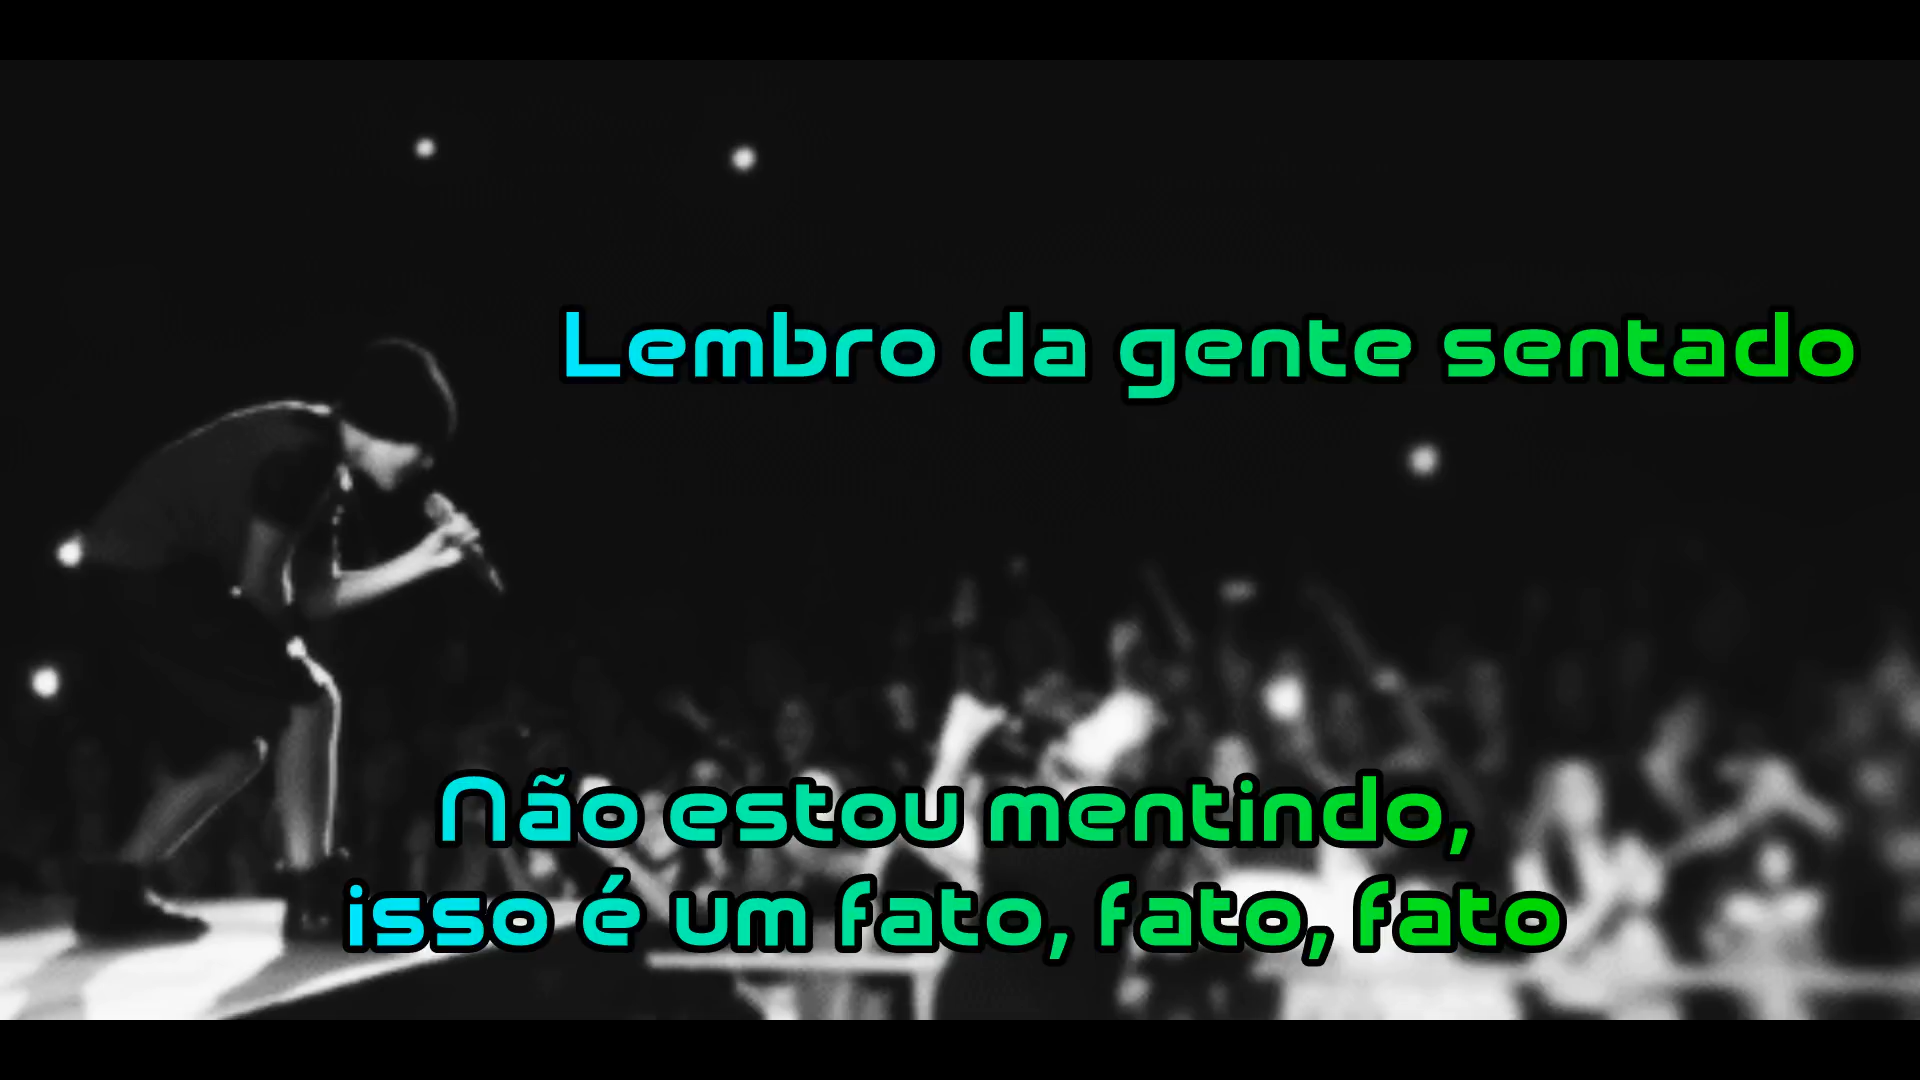 Lembro da gente sentado
Não estou mentindo,
isso é um fato, fato, fato